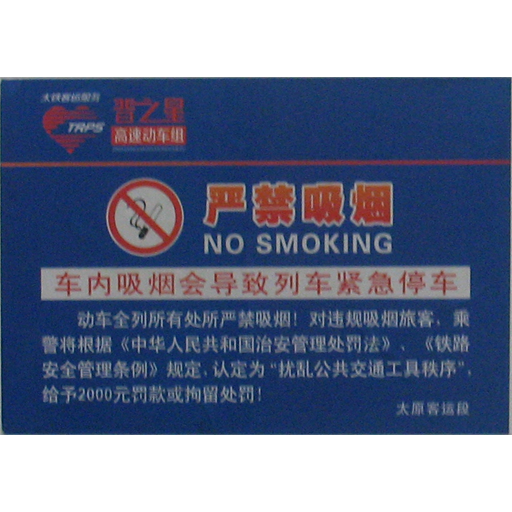 太铁客运服务
TRPS
晋之星
高速动车组
严禁吸烟
NO SMOKING
车内吸烟会导致列车紧急停车
动车全列所有处所严禁吸烟！对违规吸烟旅客，乘
警将根据《中华人民共和国治安管理处罚法》、《铁路
安全管理条例》规定，认定为“扰乱公共交通工具秩序”，
给予2000元罚款或拘留处罚！
太原客运段